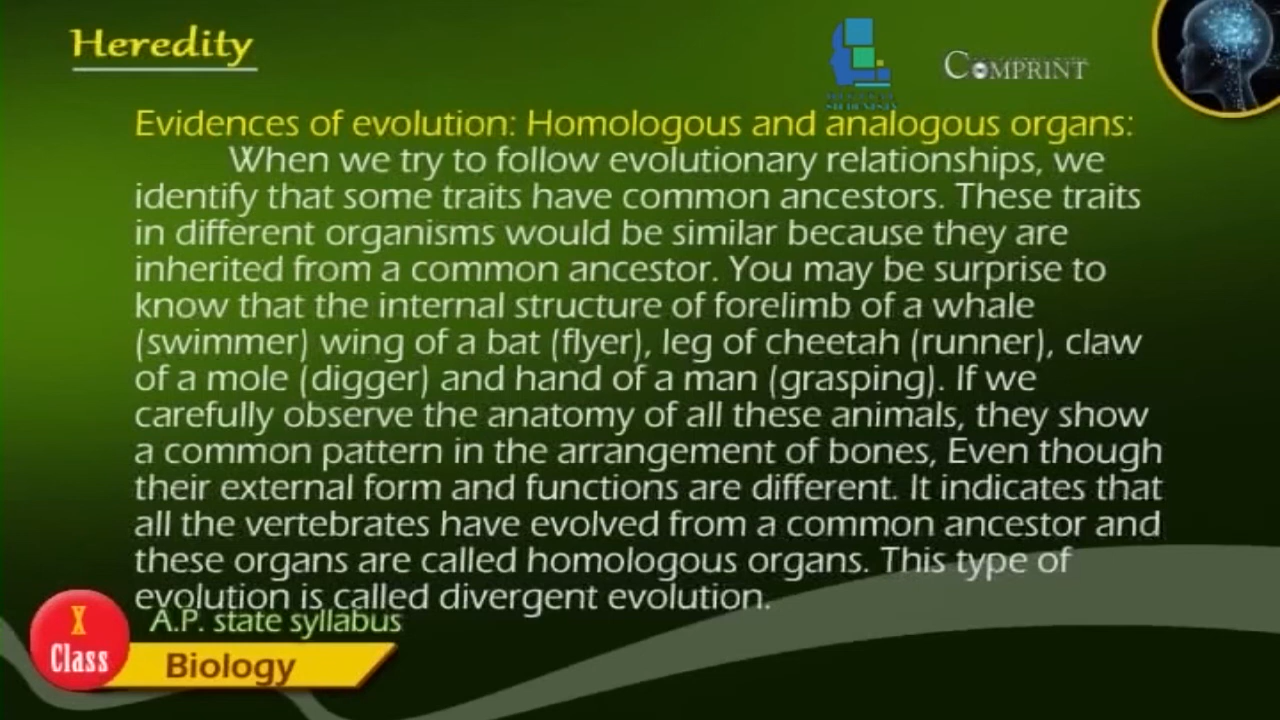 Heredity
COMPRINT
Evidences of evolution: Homologous and analogous organs:
When we try to follow evolutionary relationships, we
identify that some traits have common ancestors. These traits
in different organisms would be similar because they are
inherited from a common ancestor. You may be surprise to
know that the internal structure of forelimb of a whale
(swimmer) wing of a bat (flyer), leg of cheetah (runner), claw
of a mole (digger) and hand of a man (grasping). If we
carefully observe the anatomy of all these animals, they show
a common pattern in the arrangement of bones, Even though
their external form and functions are different. It indicates that
all the vertebrates have evolved from a common ancestor and
these organs are called homologous organs. This type of
evolution is called divergent evolution.
A.P. state syllabus
X
Class
Biology